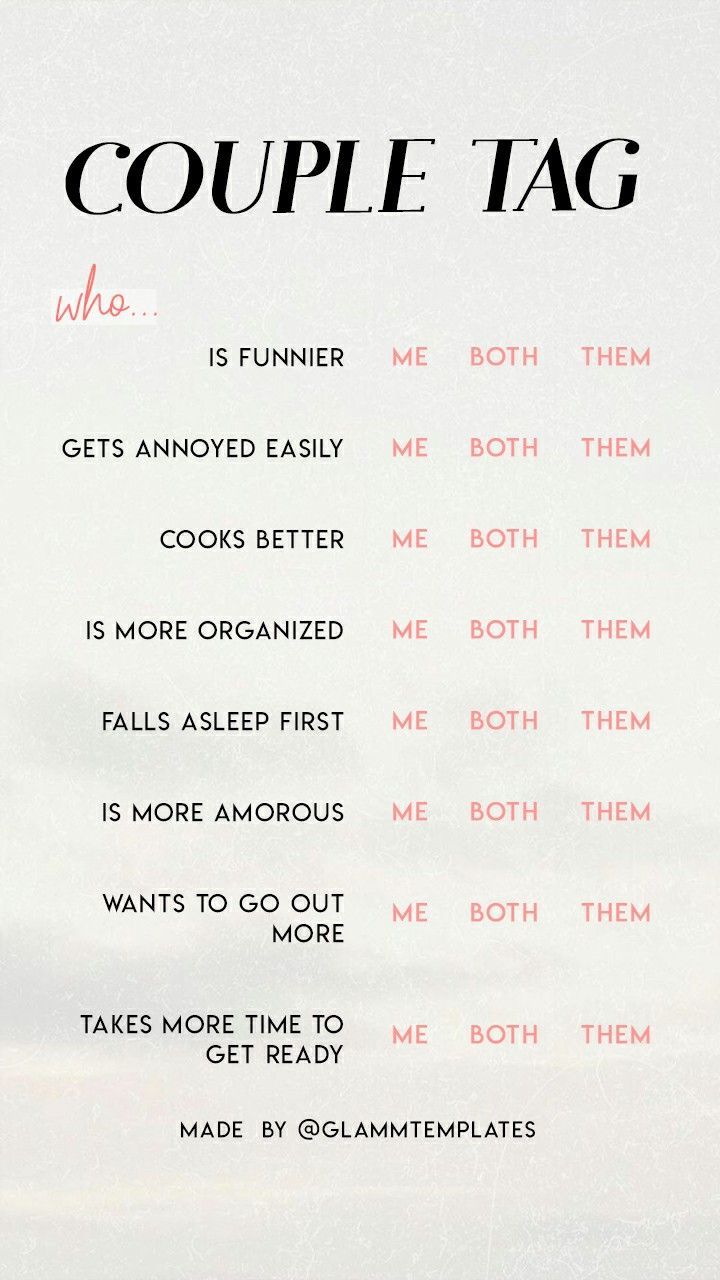 COUPLE TAG
who...
IS FUNNIER ME BOTH THEM
GETS ANNOYED EASILY ME BOTH THEM
COOKS BETTER ME BOTH THEM
IS MORE ORGANIZED ME BOTH THEM
FALLS ASLEEP FIRST ME BOTH THEM
IS MORE AMOROUS ME BOTH THEM
WANTS TO GO OUT
MORE ME BOTH THEM
TAKES MORE TIME TO
GET READY ME BOTH THEM
MADE BY @GLAMMTEMPLATES